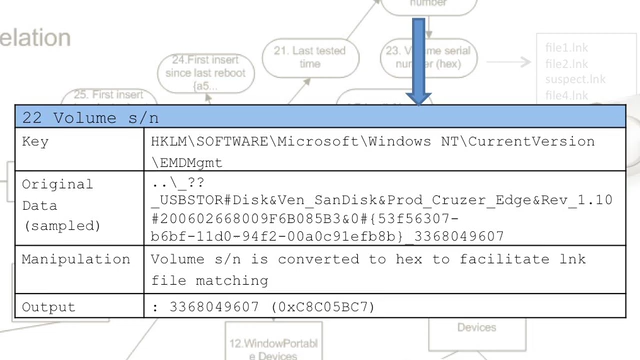 number
elation
21. Last tested
time
23. Volume serial
number (hex)
file1.lnk
file2.lnk
suspect.lnk
file4.lnk
24.First insert
since last reboot
{a5...
25. First insert
22 Volume s/n
Key
HKLM\SOFTWARE\Microsoft\Windows NT\CurrentVersion
\EMDMgmt
Original
Data
(sampled)
..\_??
_USBSTOR#Disk&Ven_SanDisk&Prod_Cruzer_Edge&Rev_1.10
#200602668009F6B085B3&0#{53f56307-
b6bf-11d0-94f2-00a0c91efb8b}_3368049607
Manipulation
Volume s/n is converted to hex to facilitate lnk
file matching
Output
: 3368049607 (0xC8C05BC7)
12.WindowPortabl
e Devices
Devices